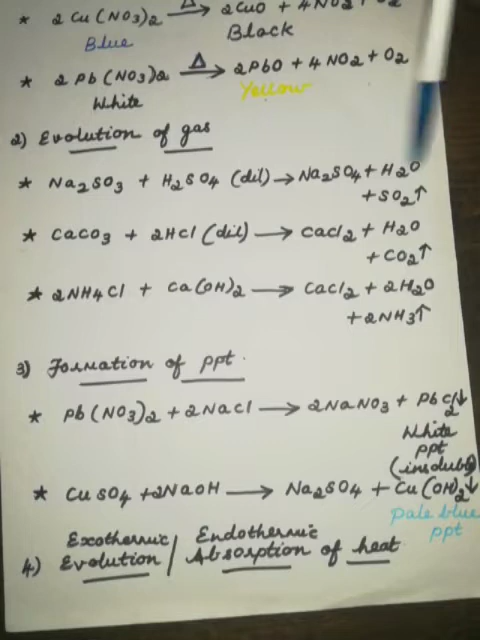 * 2Cu(NO3)2 —Δ→ 2CuO + 4NO2 + O2
Blue Black
* 2Pb(NO3)2 —Δ→ 2PbO + 4NO2 + O2
White Yellow
2) Evolution of gas
* Na2SO3 + H2SO4 (dil) → Na2SO4 + H2O
+ SO2↑
* CaCO3 + 2HCl (dil) → CaCl2 + H2O
+ CO2↑
* 2NH4Cl + Ca(OH)2 → CaCl2 + 2H2O
+ 2NH3↑
3) Formation of ppt.
* Pb(NO3)2 + 2NaCl → 2NaNO3 + PbCl2↓
White
ppt
(insoluble)
* CuSO4 + 2NaOH → Na2SO4 + Cu(OH)2↓
pale blue
ppt
Exothermic Endothermic
4) Evolution / Absorption of heat